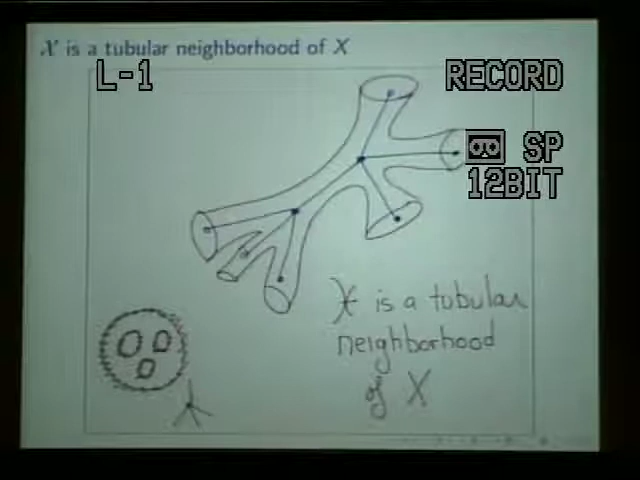 𝒳 is a tubular neighborhood of X
L-1
RECORD
SP
12BIT
𝒳 is a tubular
neighborhood
of X